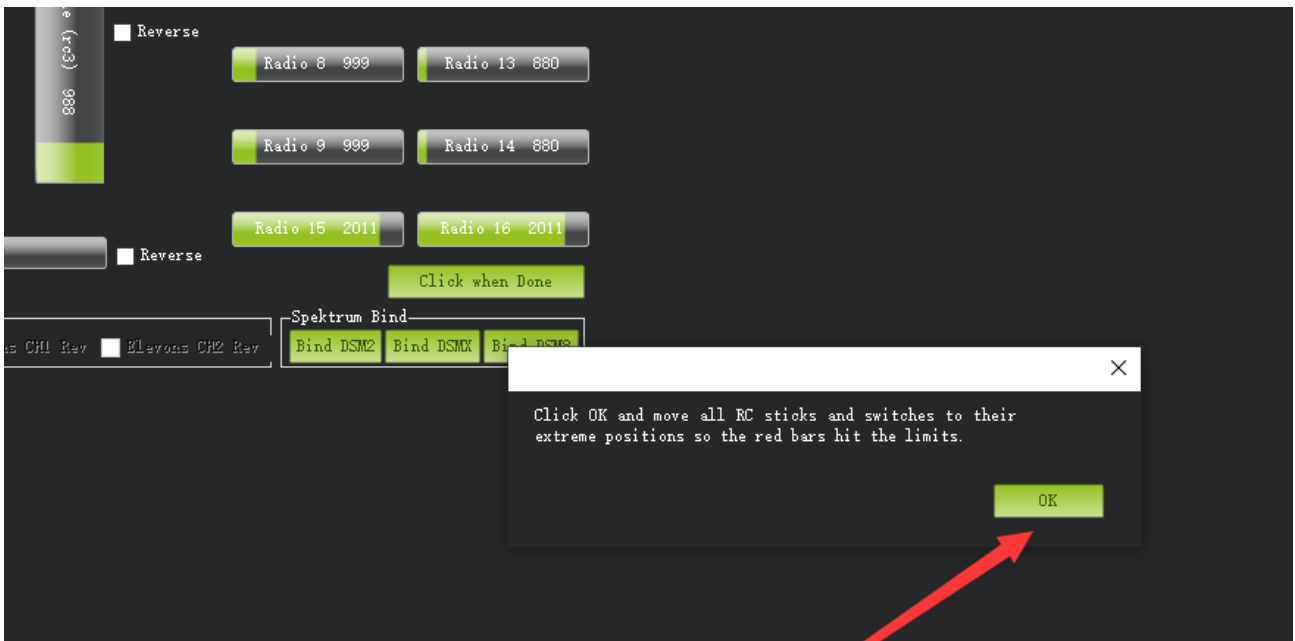 Reverse
(rc3) 988
Radio 8 999
Radio 13 880
Radio 9 999
Radio 14 880
Radio 15 2011
Radio 16 2011
Reverse
Click when Done
Spektrum Bind
CH1 Rev
Elevons CH2 Rev
Bind DSM2
Bind DSMX
Click OK and move all RC sticks and switches to their
extreme positions so the red bars hit the limits.
OK